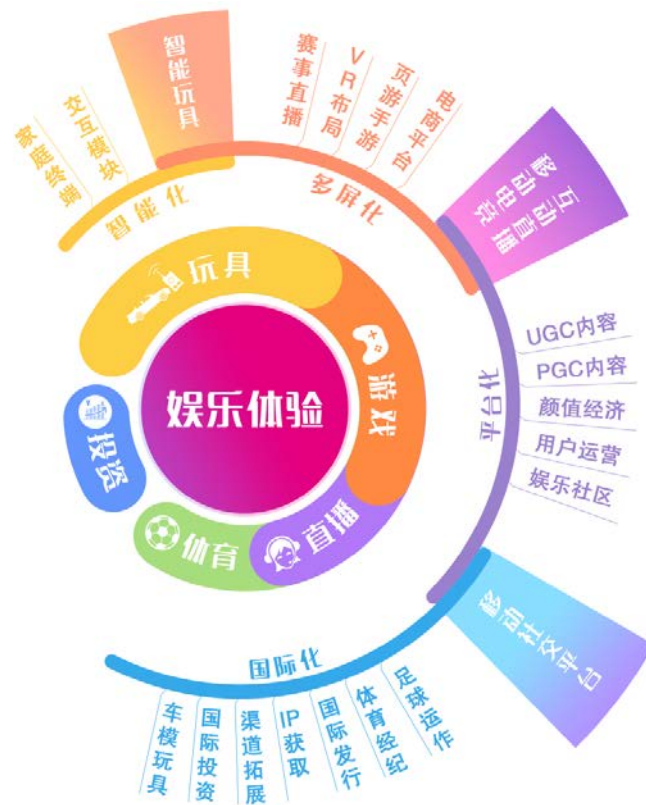 智能玩具
赛事直播
VR布局
页游手游
电商平台
家庭终端
交互模块
智能化
多屏化
互动直播
移动电竞
玩具
游戏
娱乐体验
投资
体育
直播
平台化
UGC内容
PGC内容
颜值经济
用户运营
娱乐社区
移动社交平台
国际化
车模玩具
国际投资
渠道拓展
IP获取
国际发行
体育经纪
足球运作